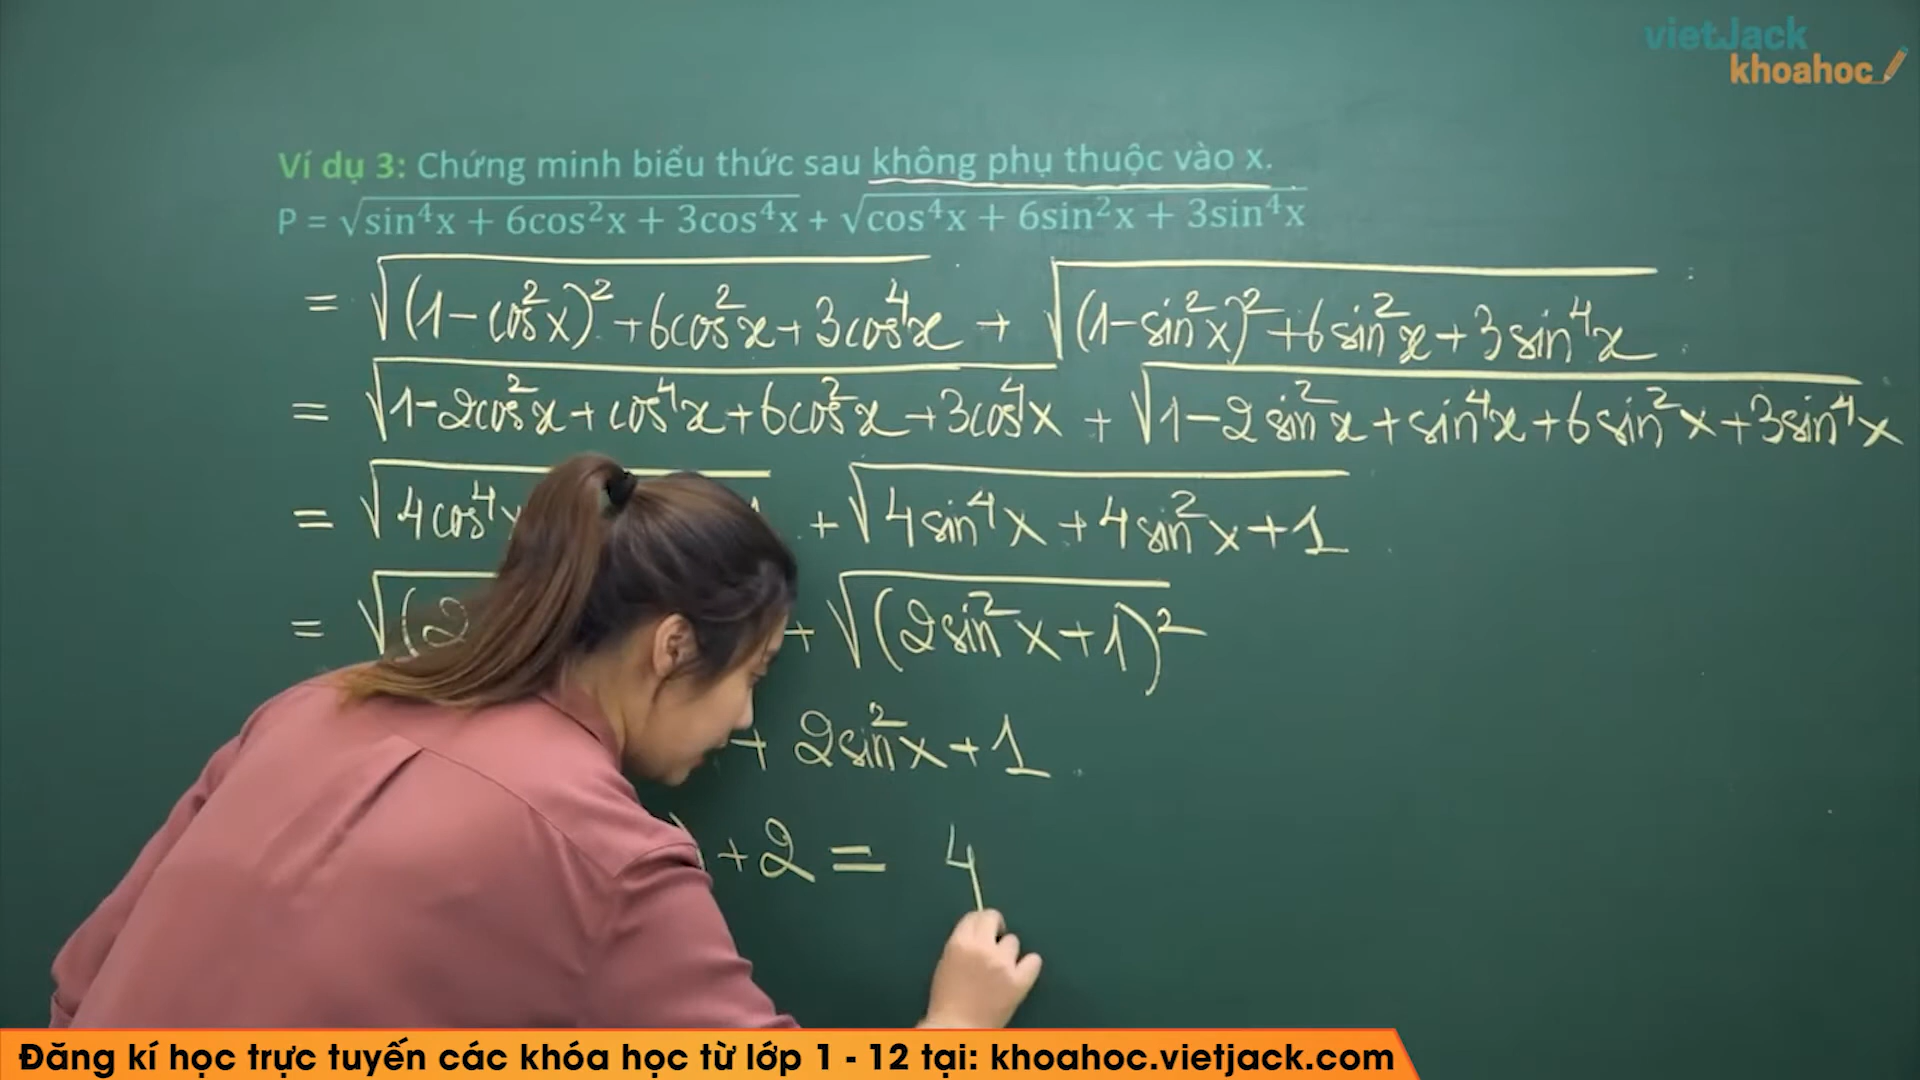 vietJack
khoahoc
Ví dụ 3: Chứng minh biểu thức sau không phụ thuộc vào x.
P = √(sin⁴x + 6cos²x + 3cos⁴x) + √(cos⁴x + 6sin²x + 3sin⁴x)
= √((1-cos²x)² + 6cos²x + 3cos⁴x) + √((1-sin²x)² + 6sin²x + 3sin⁴x)
= √(1-2cos²x + cos⁴x + 6cos²x + 3cos⁴x) + √(1-2sin²x + sin⁴x + 6sin²x + 3sin⁴x)
= √(4cos⁴x + √(4sin⁴x + 4sin²x + 1)
= √(2 + √((2sin²x + 1)²)
+ 2sin²x + 1
) + 2 = 4
Đăng kí học trực tuyến các khóa học từ lớp 1 - 12 tại: khoahoc.vietjack.com